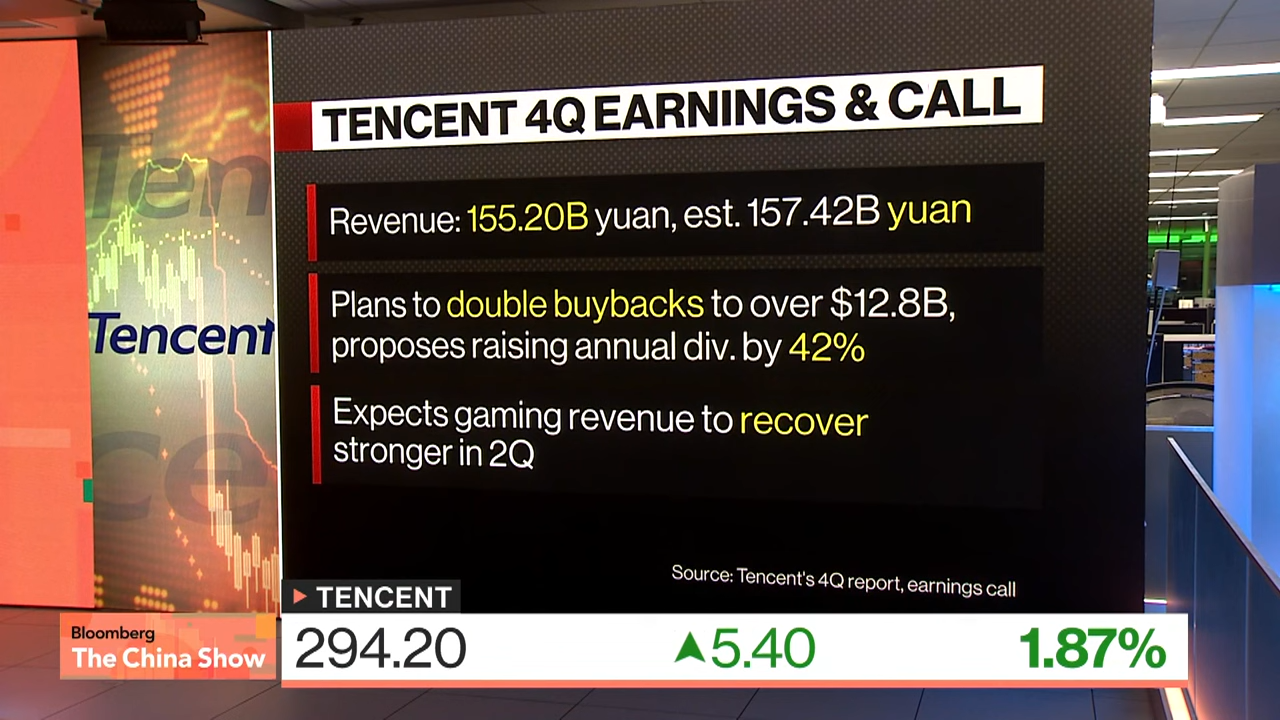 TENCENT 4Q EARNINGS & CALL
Revenue: 155.20B yuan, est. 157.42B yuan
Plans to double buybacks to over $12.8B,
proposes raising annual div. by 42%
Expects gaming revenue to recover
stronger in 2Q
Source: Tencent's 4Q report, earnings call
Ten
Tencent
ce
TENCENT
Bloomberg
The China Show
294.20 ▲5.40 1.87%